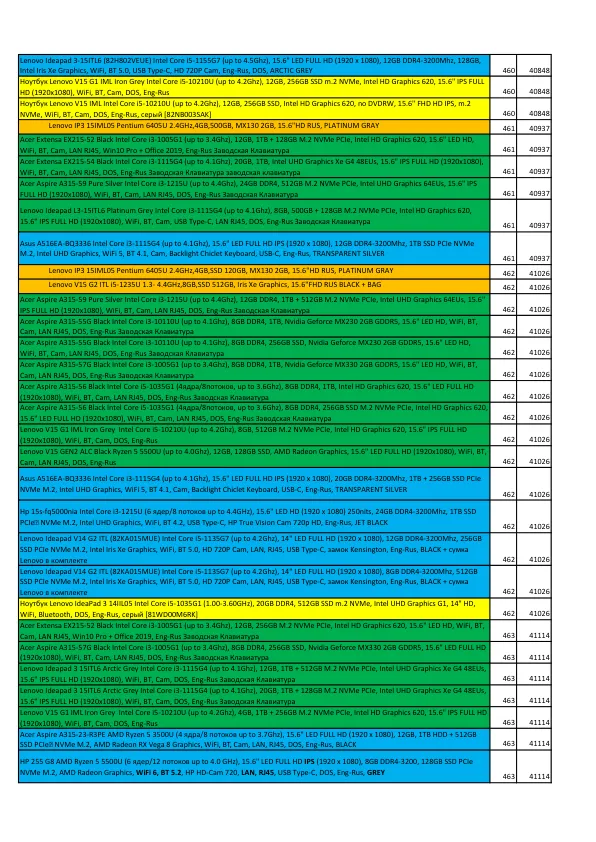 Lenovo Ideapad 3-15ITL6 (82H802VEUE) Intel Core i5-1155G7 (up to 4.5Ghz), 15.6" LED FULL HD (1920 x 1080), 12GB DDR4-3200Mhz, 128GB,
Intel Iris Xe Graphics, WiFi, BT 5.0, USB Type-C, HD 720P Cam, Eng-Rus, DOS, ARCTIC GREY 460 40848
Ноутбук Lenovo V15 G1 IML Iron Grey Intel Core i5-10210U (up to 4.2Ghz), 12GB, 256GB SSD m.2 NVMe, Intel HD Graphics 620, 15.6" IPS FULL
HD (1920x1080), WiFi, BT, Cam, DOS, Eng-Rus 460 40848
Ноутбук Lenovo V15 IML Intel Core i5-10210U (up to 4.2Ghz), 12GB, 256GB SSD, Intel HD Graphics 620, no DVDRW, 15.6" FHD HD IPS, m.2
NVMe, WiFi, BT, Cam, DOS, Eng-Rus, серый [82NB003SAK] 460 40848
Lenovo IP3 15IML05 Pentium 6405U 2.4GHz,4GB,500GB, MX130 2GB, 15.6"HD RUS, PLATINUM GRAY 461 40937
Acer Extensa EX215-52 Black Intel Core i3-1005G1 (up to 3.4Ghz), 12GB, 1TB + 128GB M.2 NVMe PCIe, Intel HD Graphics 620, 15.6" LED HD,
WiFi, BT, Cam, LAN RJ45, Win10 Pro + Office 2019, Eng-Rus Заводская Клавиатура 461 40937
Acer Extensa EX215-54 Black Intel Core i3-1115G4 (up to 4.1Ghz), 20GB, 1TB, Intel UHD Graphics Xe G4 48EUs, 15.6" IPS FULL HD (1920x1080),
WiFi, BT, Cam, LAN RJ45, DOS, Eng-Rus Заводская клавиатура заводская клавиатура 461 40937
Acer Aspire A315-59 Pure Silver Intel Core i3-1215U (up to 4.4Ghz), 24GB DDR4, 512GB M.2 NVMe PCIe, Intel UHD Graphics 64EUs, 15.6" IPS
FULL HD (1920x1080), WiFi, BT, Cam, LAN RJ45, DOS, Eng-Rus Заводская Клавиатура 461 40937
Lenovo Ideapad L3-15ITL6 Platinum Grey Intel Core i3-1115G4 (up to 4.1Ghz), 8GB, 500GB + 128GB M.2 NVMe PCIe, Intel HD Graphics 620,
15.6" IPS FULL HD (1920x1080), WiFi, BT, Cam, USB Type-C, LAN RJ45, DOS, Eng-Rus 461 40937
Asus A516EA-BQ3336 Intel Core i3-1115G4 (up to 4.1Ghz), 15.6" LED FULL HD IPS (1920 x 1080), 12GB DDR4-3200Mhz, 1TB SSD PCIe NVMe
M.2, Intel UHD Graphics, WIFI 5, BT 4.1, Cam, Backlight Chiclet Keyboard, USB-C, Eng-Rus, TRANSPARENT SILVER 461 40937
Lenovo IP3 15IML05 Pentium 6405U 2.4GHz,4GB,SSD 120GB, MX130 2GB, 15.6"HD RUS, PLATINUM GRAY 462 41026
Lenovo V15 G2 ITL i5-1235U 1.3- 4.4GHz,8GB,SSD 512GB, Iris Xe Graphics, 15.6"FHD RUS BLACK + BAG 462 41026
Acer Aspire A315-59 Pure Silver Intel Core i3-1215U (up to 4.4Ghz), 12GB DDR4, 1TB + 512GB M.2 NVMe PCIe, Intel UHD Graphics 64EUs, 15.6"
IPS FULL HD (1920x1080), WiFi, BT, Cam, LAN RJ45, DOS, Eng-Rus Заводская Клавиатура 462 41026
Acer Aspire A315-55G Black Intel Core i3-10110U (up to 4.1Ghz), 8GB DDR4, 1TB, Nvidia Geforce MX230 2GB GDDR5, 15.6" LED HD, WiFi, BT,
Cam, LAN RJ45, DOS, Eng-Rus Заводская Клавиатура 462 41026
Acer Aspire A315-55G Black Intel Core i3-10110U (up to 4.1Ghz), 8GB DDR4, 256GB SSD, Nvidia Geforce MX230 2GB GDDR5, 15.6" LED HD,
WiFi, BT, Cam, LAN RJ45, DOS, Eng-Rus Заводская Клавиатура 462 41026
Acer Aspire A315-57G Black Intel Core i3-1005G1 (up to 3.4Ghz), 8GB DDR4, 1TB, Nvidia Geforce MX330 2GB GDDR5, 15.6" LED HD, WiFi, BT,
Cam, LAN RJ45, DOS, Eng-Rus Заводская Клавиатура 462 41026
Acer Aspire A315-56 Black Intel Core i5-1035G1 (4ядра/8потоков, up to 3.6Ghz), 8GB DDR4, 1TB, Intel HD Graphics 620, 15.6" LED FULL HD
(1920x1080), WiFi, BT, Cam, LAN RJ45, DOS, Eng-Rus Заводская Клавиатура 462 41026
Acer Aspire A315-56 Black Intel Core i5-1035G1 (4ядра/8потоков, up to 3.6Ghz), 8GB DDR4, 256GB SSD M.2 NVMe PCIe, Intel HD Graphics 620,
15.6" LED FULL HD (1920x1080), WiFi, BT, Cam, LAN RJ45, DOS, Eng-Rus Заводская Клавиатура 462 41026
Lenovo V15 G1 IML Iron Grey Intel Core i5-10210U (up to 4.2Ghz), 8GB, 512GB M.2 NVMe PCIe, Intel HD Graphics 620, 15.6" IPS FULL HD
(1920x1080), WiFi, BT, Cam, DOS, Eng-Rus 462 41026
Lenovo V15 GEN2 ALC Black Ryzen 5 5500U (up to 4.0Ghz), 12GB, 128GB SSD, AMD Radeon Graphics, 15.6" LED FULL HD (1920x1080), WiFi, BT,
Cam, LAN RJ45, DOS, Eng-Rus 462 41026
Asus A516EA-BQ3336 Intel Core i3-1115G4 (up to 4.1Ghz), 15.6" LED FULL HD IPS (1920 x 1080), 20GB DDR4-3200Mhz, 1TB + 256GB SSD PCIe
NVMe M.2, Intel UHD Graphics, WIFI 5, BT 4.1, Cam, Backlight Chiclet Keyboard, USB-C, Eng-Rus, TRANSPARENT SILVER 462 41026
Hp 15s-fq5000nia Intel Core i3-1215U (6 ядер/8 потоков up to 4.4GHz), 15.6" LED HD (1920 x 1080) 250nits, 24GB DDR4-3200Mhz, 1TB SSD
PCIe NVMe M.2, Intel UHD Graphics, WiFi, BT 4.2, USB Type-C, HP True Vision Cam 720p HD, Eng-Rus, JET BLACK 462 41026
Lenovo Ideapad V14 G2 ITL (82KA015MUE) Intel Core i5-1135G7 (up to 4.2Ghz), 14" LED FULL HD (1920 x 1080), 12GB DDR4-3200Mhz, 256GB
SSD PCIe NVMe M.2, Intel Iris Xe Graphics, WiFi, BT 5.0, HD 720P Cam, LAN, RJ45, USB Type-C, замок Kensington, Eng-Rus, BLACK + сумка
Lenovo в комплекте 462 41026
Lenovo Ideapad V14 G2 ITL (82KA015MUE) Intel Core i5-1135G7 (up to 4.2Ghz), 14" LED FULL HD (1920 x 1080), 8GB DDR4-3200Mhz, 512GB
SSD PCIe NVMe M.2, Intel Iris Xe Graphics, WiFi, BT 5.0, HD 720P Cam, LAN, RJ45, USB Type-C, замок Kensington, Eng-Rus, BLACK + сумка
Lenovo в комплекте 462 41026
Ноутбук Lenovo IdeaPad 3 14IIL05 Intel Core i5-1035G1 (1.00-3.60GHz), 20GB DDR4, 512GB SSD m.2 NVMe, Intel UHD Graphics G1, 14" HD,
WiFi, Bluetooth, DOS, Eng-Rus, серый [81WD00M6RK] 462 41026
Acer Extensa EX215-52 Black Intel Core i3-1005G1 (up to 3.4Ghz), 12GB, 256GB M.2 NVMe PCIe, Intel HD Graphics 620, 15.6" LED HD, WiFi, BT,
Cam, LAN RJ45, Win10 Pro + Office 2019, Eng-Rus Заводская Клавиатура 463 41114
Acer Aspire A315-57G Black Intel Core i3-1005G1 (up to 3.4Ghz), 8GB DDR4, 256GB SSD, Nvidia Geforce mX330 2GB GDDR5, 15.6" LED FULL HD
(1920x1080), WiFi, BT, Cam, LAN RJ45, DOS, Eng-Rus Заводская Клавиатура 463 41114
Lenovo Ideapad 3 15ITL6 Arctic Grey Intel Core i3-1115G4 (up to 4.1Ghz), 12GB, 1TB + 512GB M.2 NVMe PCIe, Intel UHD Graphics Xe G4 48EUs,
15.6" FULL HD (1920x1080), WiFi, BT, Cam, DOS, Eng-Rus 463 41114
Lenovo Ideapad 3 15ITL6 Arctic Grey Intel Core i3-1115G4 (up to 4.1Ghz), 20GB, 1TB + 128GB M.2 NVMe PCIe, Intel UHD Graphics Xe G4 48EUs,
15.6" FULL HD (1920x1080), WiFi, BT, Cam, DOS, Eng-Rus 463 41114
Lenovo V15 G1 IML Iron Grey Intel Core i5-10210U (up to 4.2Ghz), 4GB, 1TB + 256GB M.2 NVMe PCIe, Intel HD Graphics 620, 15.6" IPS FULL HD
(1920x1080), WiFi, BT, Cam, DOS, Eng-Rus 463 41114
Acer Aspire A315-23-R3PE AMD Ryzen 5 3500U (4 ядра/8 потоков up to 3.7Ghz), 15.6" LED FULL HD (1920 x 1080), 12GB, 1TB HDD + 512GB
SSD PCIe NVMe M.2, AMD Radeon RX Vega 8 Graphics, WiFi, BT, Cam, LAN, RJ45, DOS, Eng-Rus, BLACK 463 41114
HP 255 G8 AMD Ryzen 5 5500U (6 ядер/12 потоков up to 4.0 GHz), 15.6" LED FULL HD IPS (1920 x 1080), 8GB DDR4-3200, 128GB SSD PCIe
NVMe M.2, AMD Radeon Graphics, WiFi 6, BT 5.2, HP HD-Cam 720, LAN, RJ45, USB Type-C, DOS, Eng-Rus, GREY 463 41114